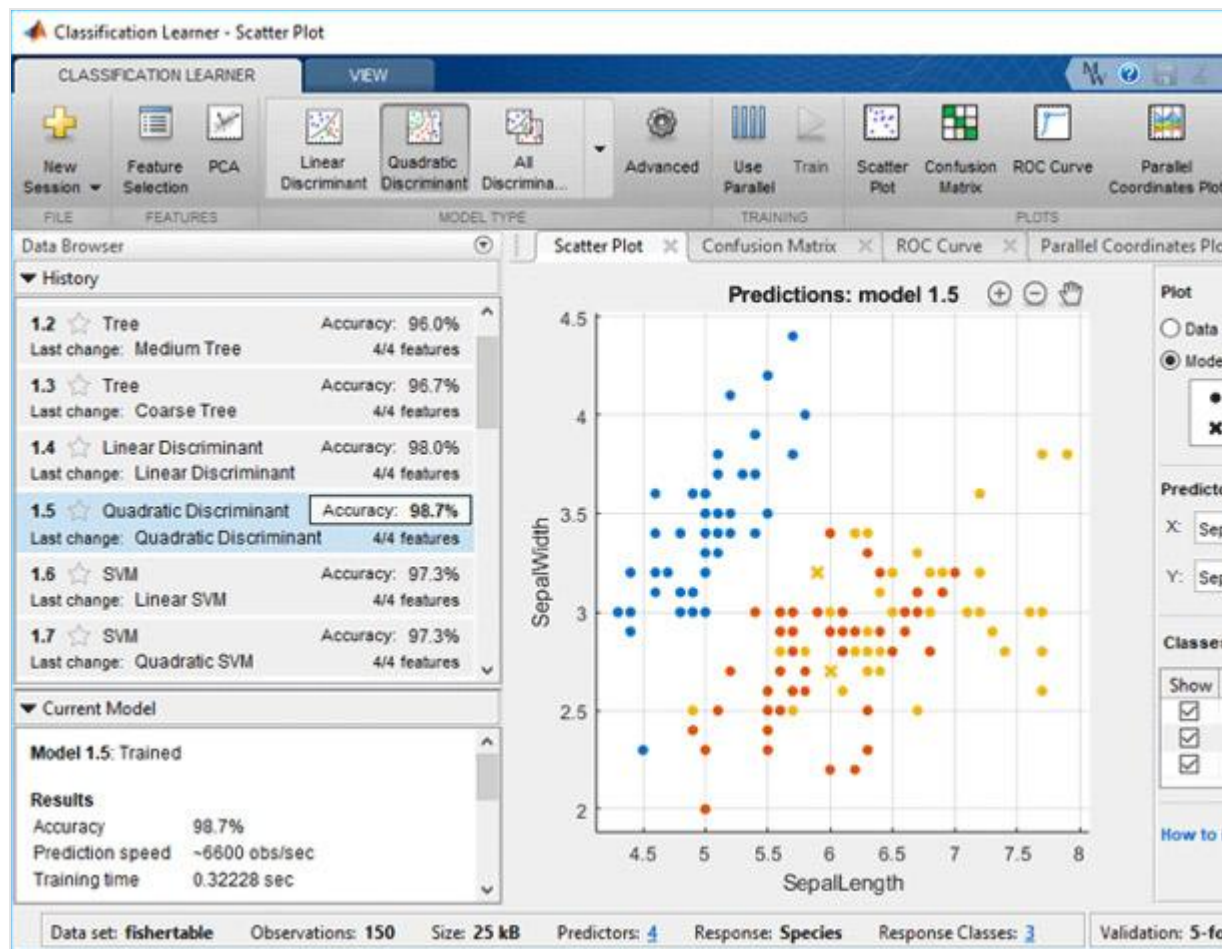 Classification Learner - Scatter Plot
CLASSIFICATION LEARNER VIEW
New Session
Feature Selection
PCA
Linear Discriminant
Quadratic Discriminant
All Discrimina...
Advanced
Use Parallel
Train
Scatter Plot
Confusion Matrix
ROC Curve
Parallel Coordinates Plot
FILE FEATURES MODEL TYPE TRAINING PLOTS
Data Browser
History
1.2 Tree Accuracy: 96.0%
Last change: Medium Tree 4/4 features
1.3 Tree Accuracy: 96.7%
Last change: Coarse Tree 4/4 features
1.4 Linear Discriminant Accuracy: 98.0%
Last change: Linear Discriminant 4/4 features
1.5 Quadratic Discriminant Accuracy: 98.7%
Last change: Quadratic Discriminant 4/4 features
1.6 SVM Accuracy: 97.3%
Last change: Linear SVM 4/4 features
1.7 SVM Accuracy: 97.3%
Last change: Quadratic SVM 4/4 features
Current Model
Model 1.5: Trained
Results
Accuracy 98.7%
Prediction speed ~6600 obs/sec
Training time 0.32228 sec
Scatter Plot Confusion Matrix ROC Curve Parallel Coordinates Plo
Predictions: model 1.5
4.5
4
3.5
3
2.5
2
SepalWidth
4.5 5 5.5 6 6.5 7 7.5 8
SepalLength
Plot
Data
Mode
Predicto
X: Sep
Y: Sep
Classes
Show
How to
Data set: fishertable Observations: 150 Size: 25 kB Predictors: 4 Response: Species Response Classes: 3 Validation: 5-fo